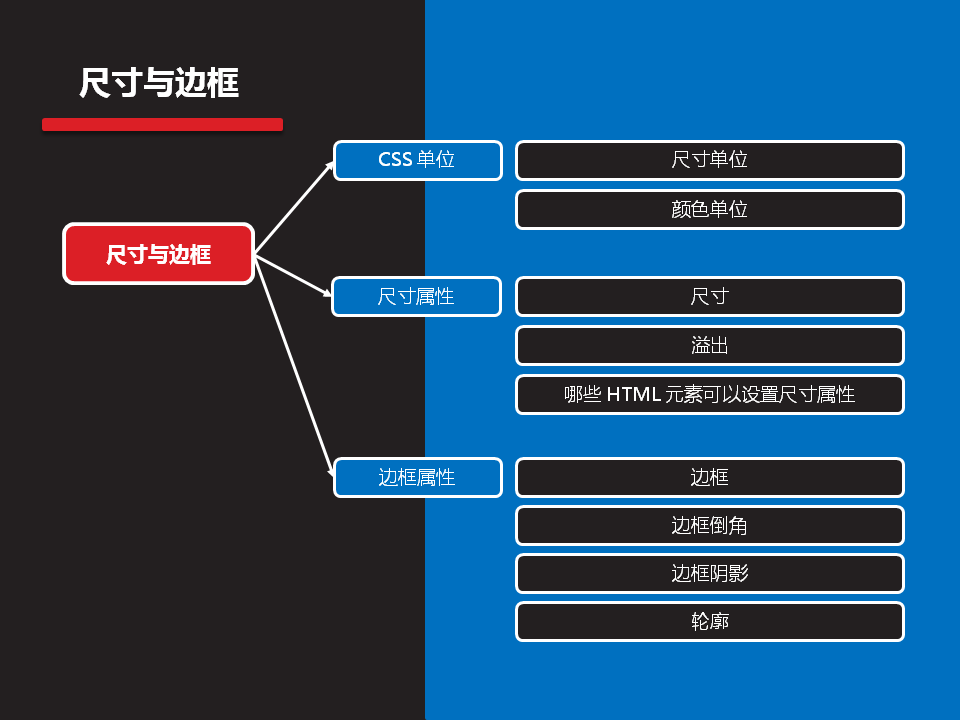 尺寸与边框
CSS 单位
尺寸单位
颜色单位
尺寸与边框
尺寸属性
尺寸
溢出
哪些 HTML 元素可以设置尺寸属性
边框属性
边框
边框倒角
边框阴影
轮廓